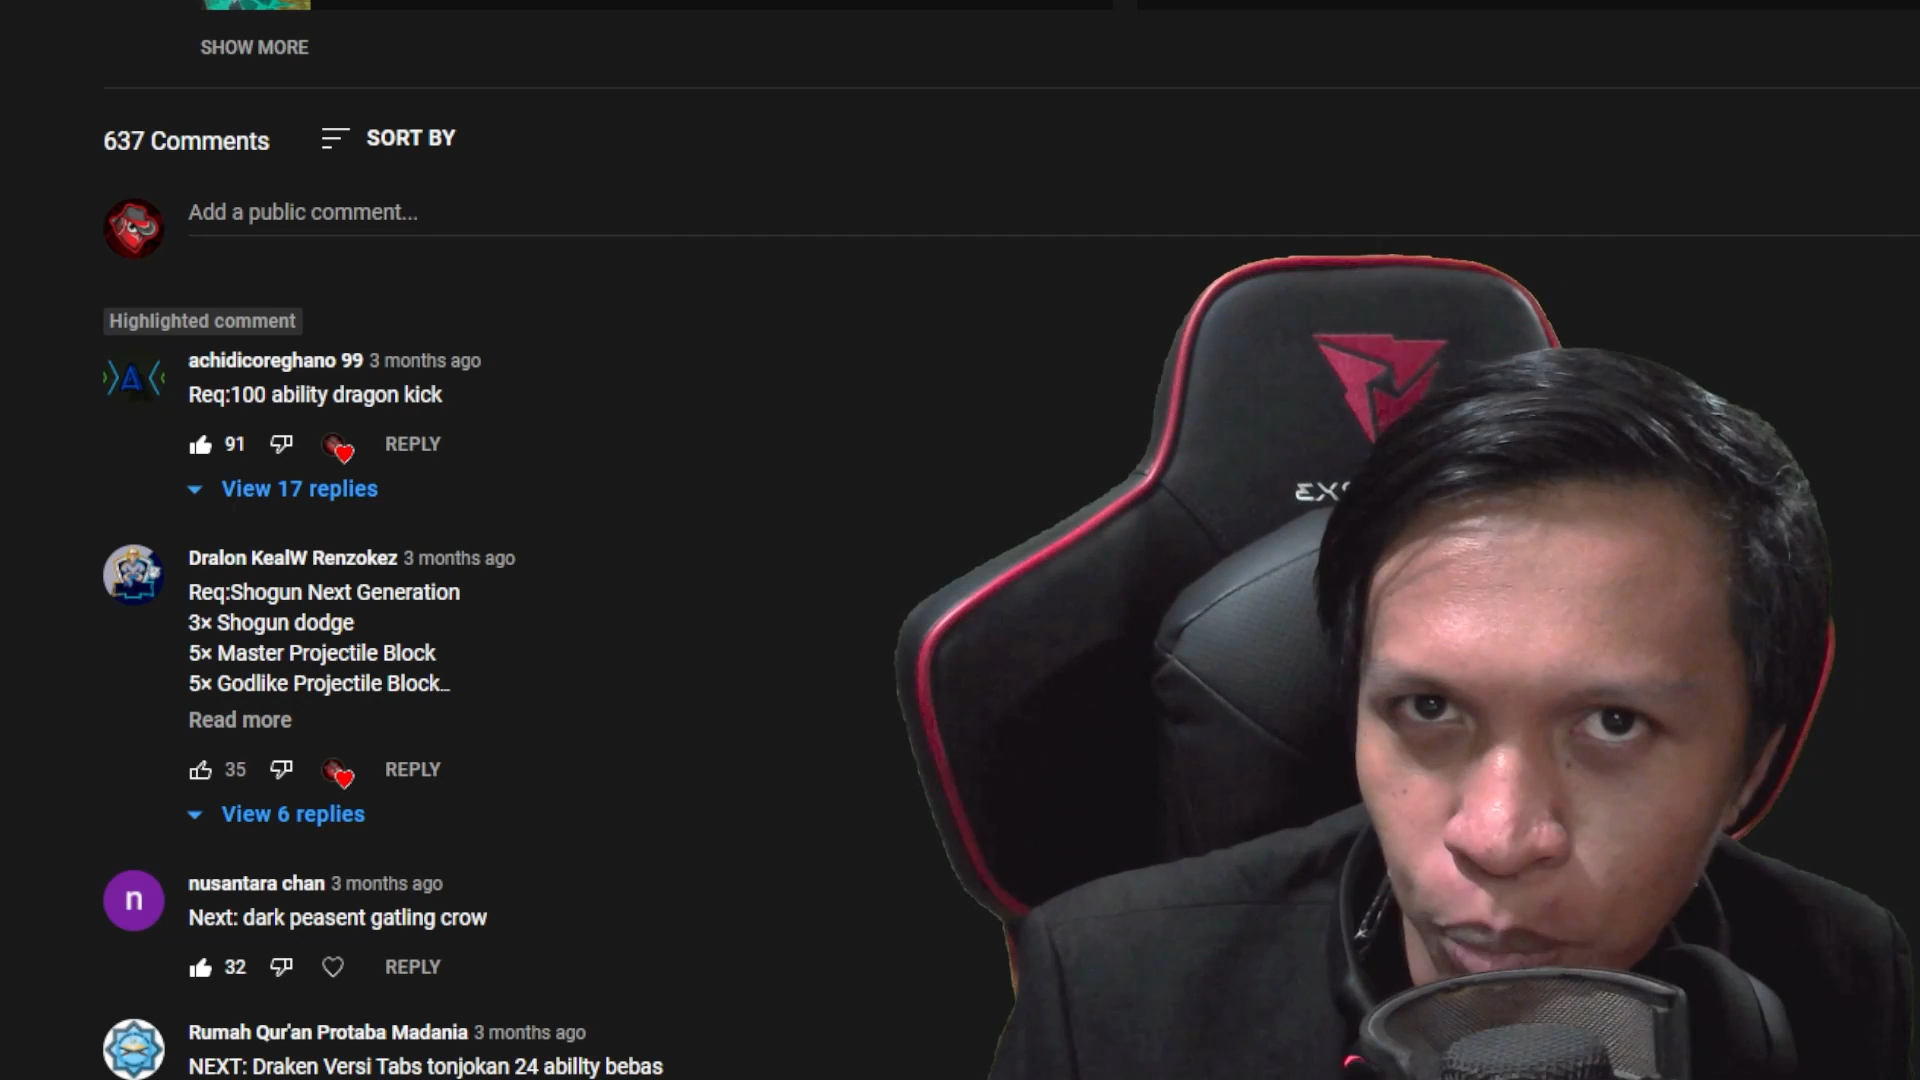 SHOW MORE
637 Comments
SORT BY
Add a public comment...
Highlighted comment
achidicoreghano 99 3 months ago
Req:100 ability dragon kick
91
REPLY
View 17 replies
Dralon KealW Renzokez 3 months ago
Req:Shogun Next Generation
3× Shogun dodge
5× Master Projectile Block
5× Godlike Projectile Block...
Read more
35
REPLY
View 6 replies
n
nusantara chan 3 months ago
Next: dark peasent gatling crow
32
REPLY
Rumah Qur'an Protaba Madania 3 months ago
NEXT: Draken Versi Tabs tonjokan 24 abilty bebas